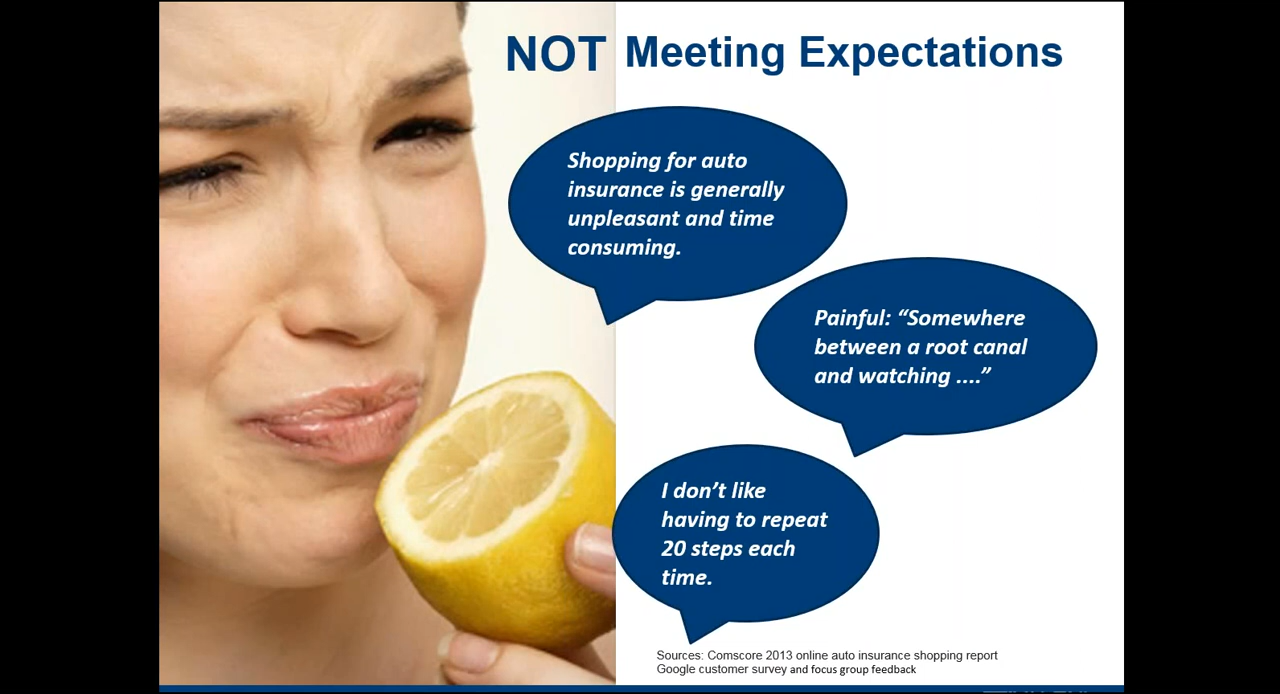 NOT Meeting Expectations
Shopping for auto
insurance is generally
unpleasant and time
consuming.
Painful: “Somewhere
between a root canal
and watching ....”
I don’t like
having to repeat
20 steps each
time.
Sources: Comscore 2013 online auto insurance shopping report
Google customer survey and focus group feedback